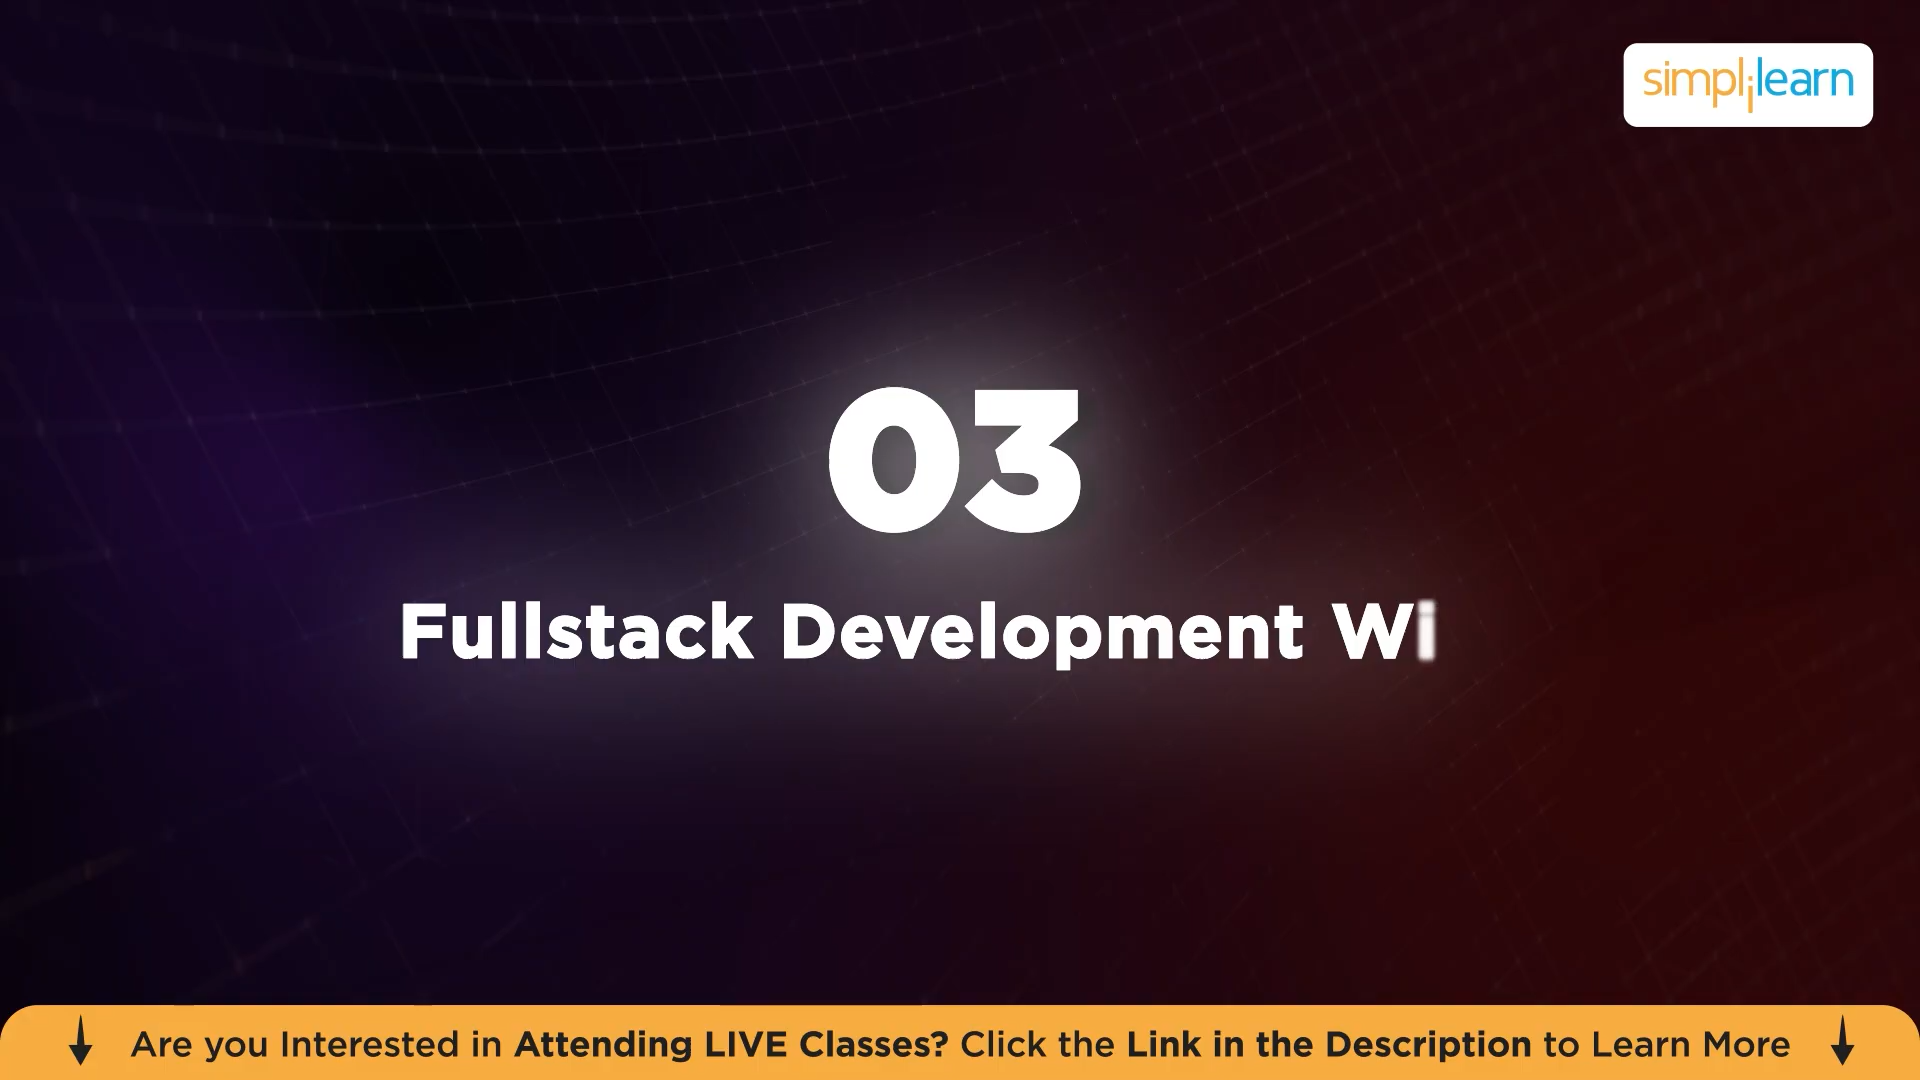 simplilearn
03
Fullstack Development Wi
Are you Interested in Attending LIVE Classes? Click the Link in the Description to Learn More